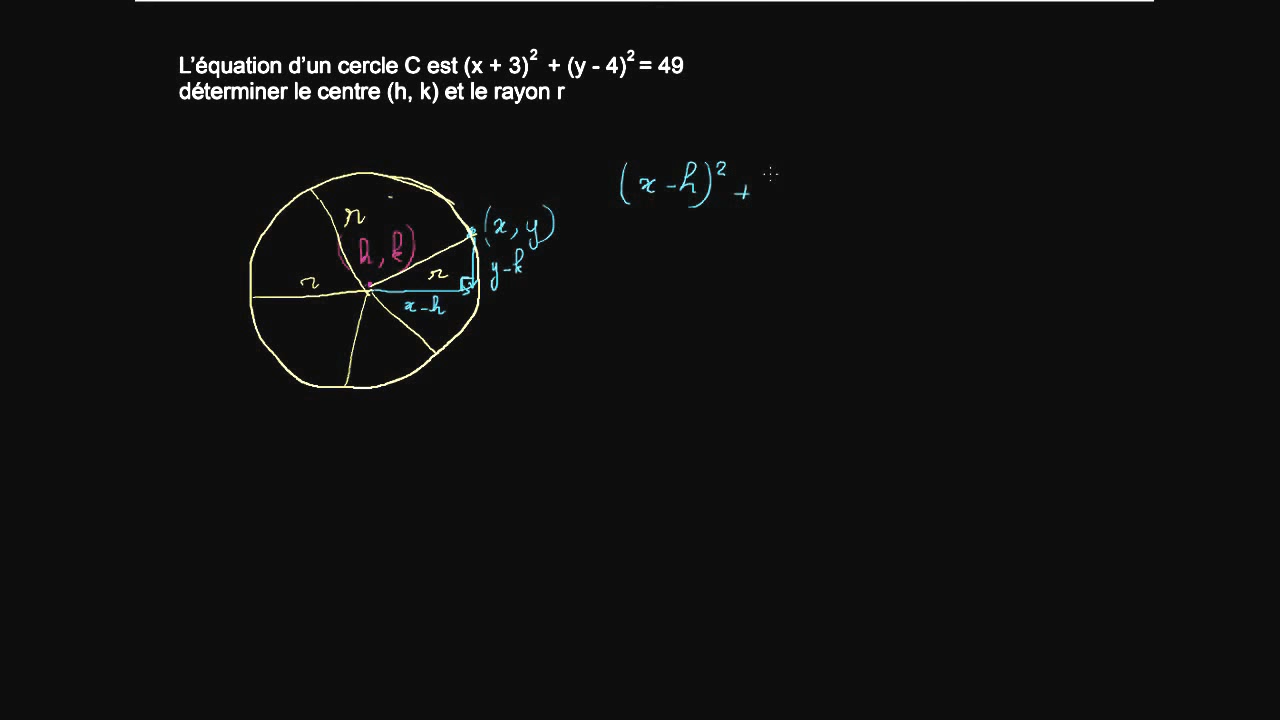 L'équation d'un cercle C est (x + 3)² + (y - 4)² = 49
déterminer le centre (h, k) et le rayon r
(x - h)² +
r
(x, y)
(h, k)
y-k
r
r
x-h